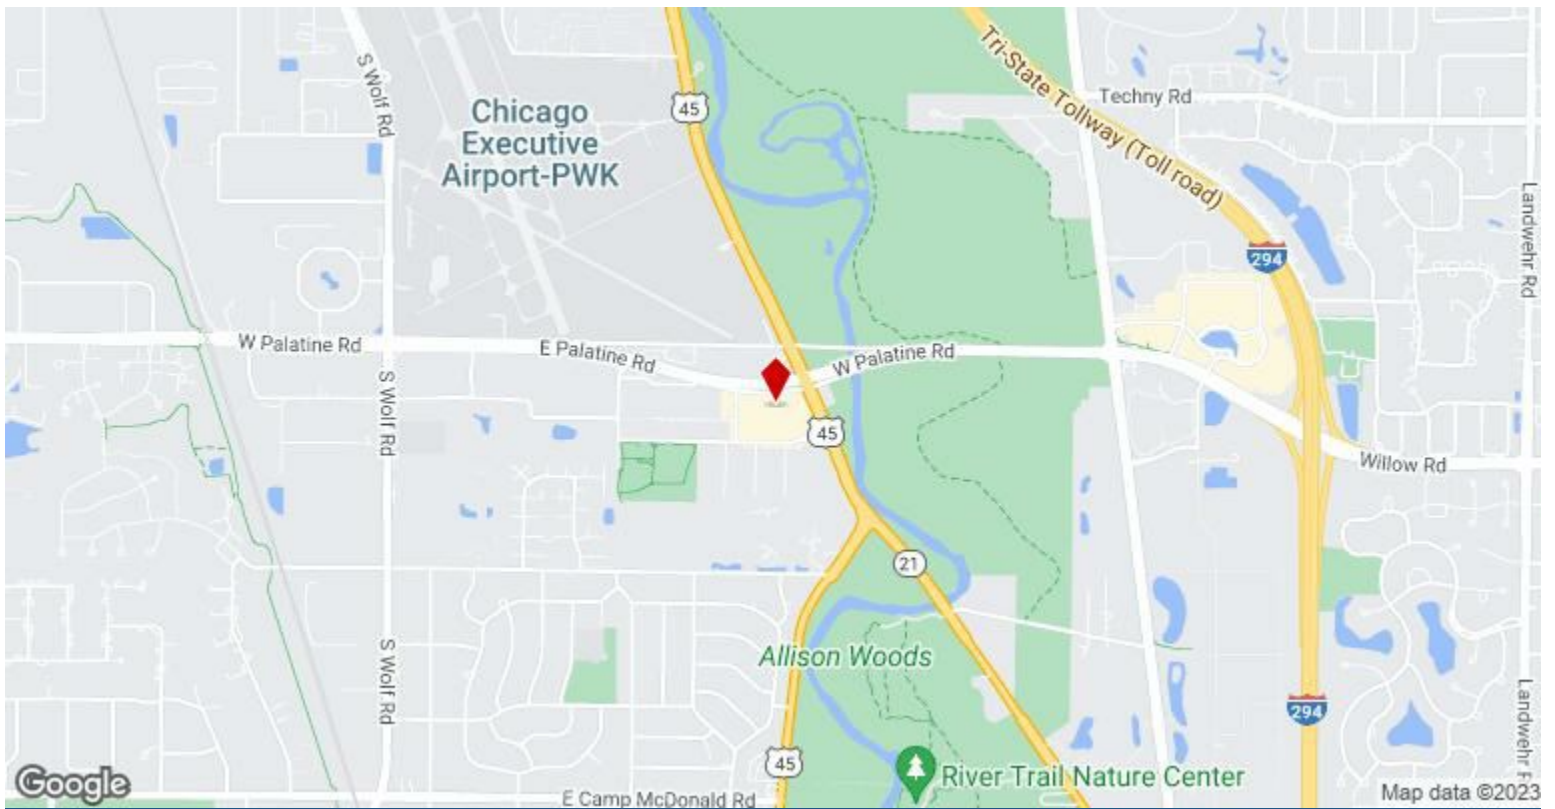 Tri-State Tollway (Toll road)
S Wolf Rd
Techny Rd
45
Chicago
Executive
Airport-PWK
Landwehr Rd
294
W Palatine Rd
E Palatine Rd
W Palatine Rd
S Wolf Rd
45
Willow Rd
21
Allison Woods
S Wolf Rd
294
Landwehr R
45
River Trail Nature Center
Google
E Camp McDonald Rd
Map data ©2023